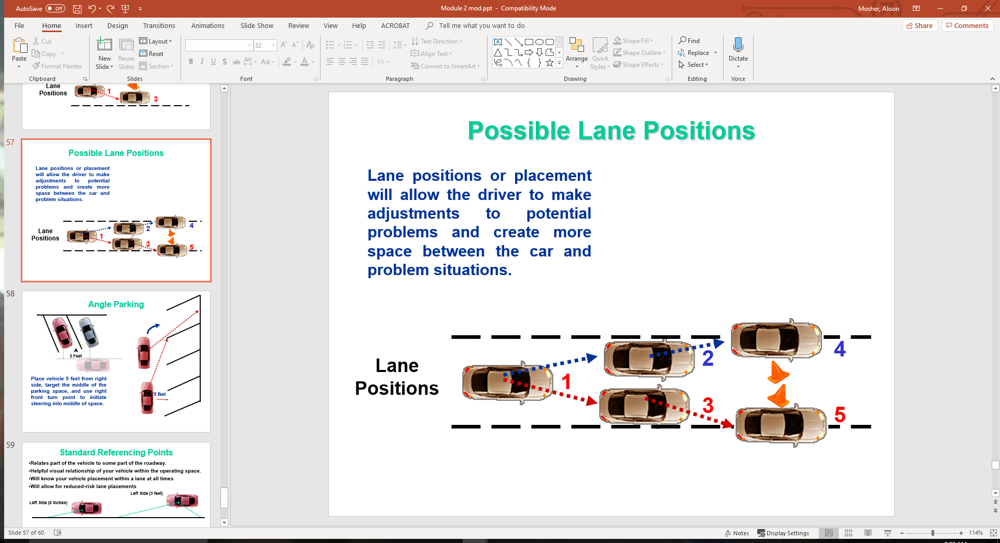 AutoSave Off
Module 2 mod.ppt - Compatibility Mode
Mosher, Alison
File Home Insert Design Transitions Animations Slide Show Review View Help ACROBAT Tell me what you want to do
Share Comments
Paste
Cut
Copy
Format Painter
Clipboard
New Slide
Reuse Slides
Layout
Reset
Section
Slides
32
B I U S ab AV Aa A
Font
Text Direction
Align Text
Convert to SmartArt
Paragraph
Arrange
Quick Styles
Shape Fill
Shape Outline
Shape Effects
Drawing
Find
Replace
Select
Editing
Dictate
Voice
Lane
Positions
1
3
57
Possible Lane Positions
Lane positions or placement
will allow the driver to make
adjustments to potential
problems and create more
space between the car and
problem situations.
Lane
Positions
1
2
3
4
5
58
Angle Parking
5 Feet
Place vehicle 5 feet from right
side, target the middle of the
parking space, and use right
front turn point to initiate
steering into middle of space.
5 feet
59
Standard Referencing Points
•Relates part of the vehicle to some part of the roadway.
•Helpful visual relationship of your vehicle within the operating space.
•Will know your vehicle placement within a lane at all times
•Will allow for reduced-risk lane placements
Left Side (3 feet)
Left Side (6 inches)
Possible Lane Positions
Lane positions or placement
will allow the driver to make
adjustments to potential
problems and create more
space between the car and
problem situations.
Lane
Positions
1
2
3
4
5
Slide 57 of 60
Notes
Display Settings
114%